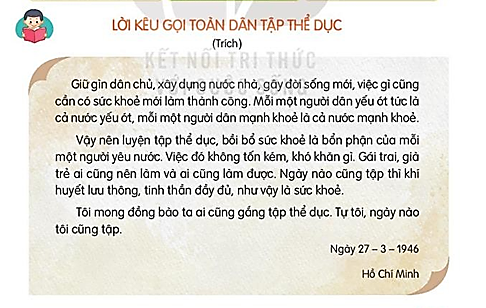 LỜI KÊU GỌI TOÀN DÂN TẬP THỂ DỤC
(Trích)
KẾT NỐI TRI THỨC
VỚI CUỘC SỐNG
Giữ gìn dân chủ, xây dựng nước nhà, gây đời sống mới, việc gì cũng
cần có sức khoẻ mới làm thành công. Mỗi một người dân yếu ớt tức là
cả nước yếu ớt, mỗi một người dân mạnh khoẻ là cả nước mạnh khoẻ.
Vậy nên luyện tập thể dục, bồi bổ sức khoẻ là bổn phận của mỗi
một người yêu nước. Việc đó không tốn kém, khó khăn gì. Gái trai, già
trẻ ai cũng nên làm và ai cũng làm được. Ngày nào cũng tập thì khí
huyết lưu thông, tinh thần đầy đủ, như vậy là sức khoẻ.
Tôi mong đồng bào ta ai cũng gắng tập thể dục. Tự tôi, ngày nào
tôi cũng tập.
Ngày 27 – 3 – 1946
Hồ Chí Minh